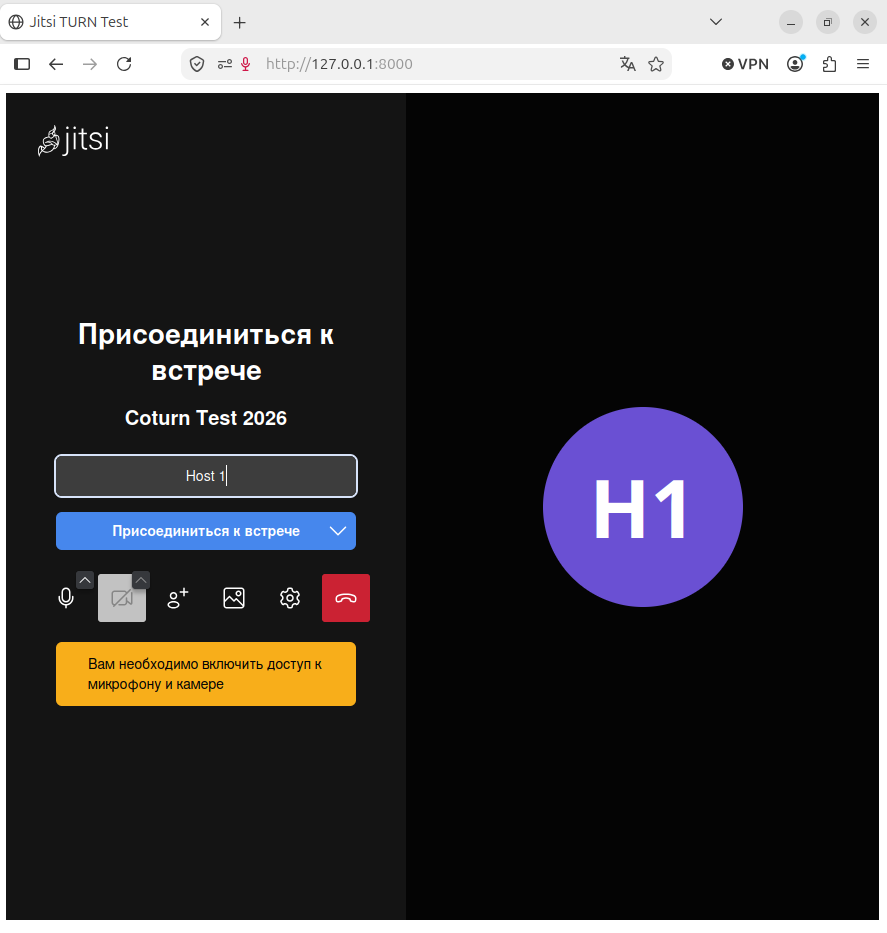 Jitsi TURN Test
http://127.0.0.1:8000
VPN
jitsi
Присоединиться к
встрече
Coturn Test 2026
Host 1
Присоединиться к встрече
Вам необходимо включить доступ к
микрофону и камере
H1